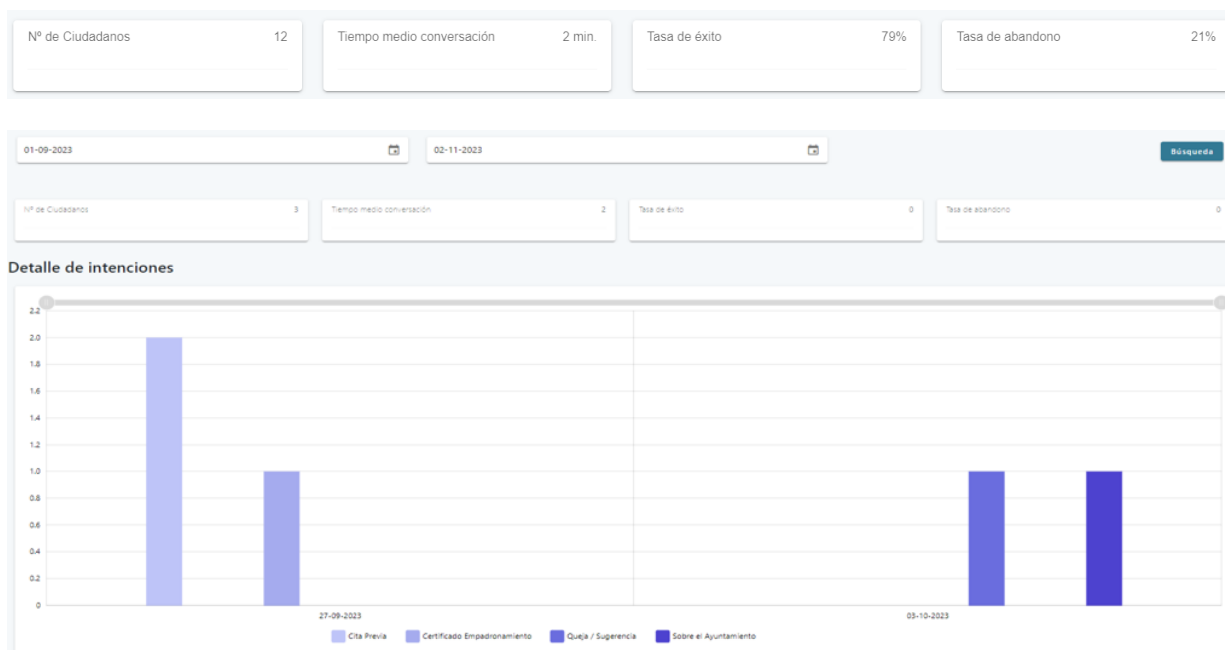 Nº de Ciudadanos 12 Tiempo medio conversación 2 min. Tasa de éxito 79% Tasa de abandono 21%
01-09-2023 02-11-2023 Búsqueda
Nº de Ciudadanos 3 Tiempo medio conversación 2 Tasa de éxito 0 Tasa de abandono 0
Detalle de intenciones
2.2
2.0
1.8
1.6
1.4
1.2
1.0
0.8
0.6
0.4
0.2
0
27-09-2023 03-10-2023
Cita Previa Certificado Empadronamiento Queja / Sugerencia Sobre el Ayuntamiento